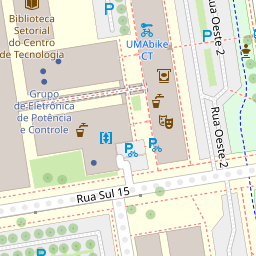 Biblioteca
Setorial
do Centro
de Tecnologia
UMAbike
CT
Rua Oeste 2
Grupo
de Eletrônica
de Potência
e Controle
Rua Oeste 2
Rua Sul 15